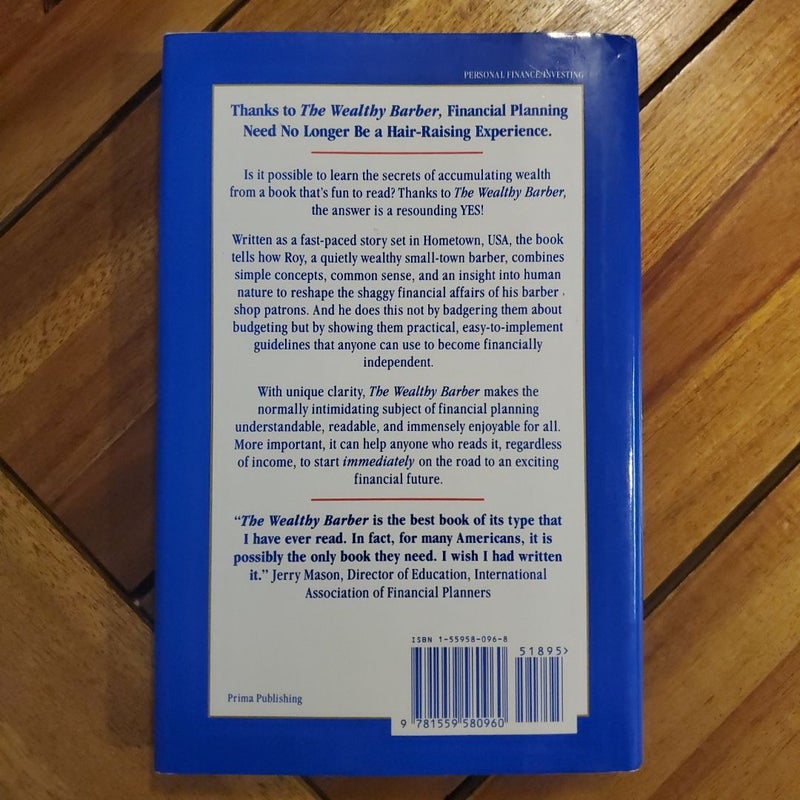 PERSONAL FINANCE/INVESTING
Thanks to The Wealthy Barber, Financial Planning
Need No Longer Be a Hair-Raising Experience.
Is it possible to learn the secrets of accumulating wealth
from a book that's fun to read? Thanks to The Wealthy Barber,
the answer is a resounding YES!
Written as a fast-paced story set in Hometown, USA, the book
tells how Roy, a quietly wealthy small-town barber, combines
simple concepts, common sense, and an insight into human
nature to reshape the shaggy financial affairs of his barber
shop patrons. And he does this not by badgering them about
budgeting but by showing them practical, easy-to-implement
guidelines that anyone can use to become financially
independent.
With unique clarity, The Wealthy Barber makes the
normally intimidating subject of financial planning
understandable, readable, and immensely enjoyable for all.
More important, it can help anyone who reads it, regardless
of income, to start immediately on the road to an exciting
financial future.
“The Wealthy Barber is the best book of its type that
I have ever read. In fact, for many Americans, it is
possibly the only book they need. I wish I had written
it.” Jerry Mason, Director of Education, International
Association of Financial Planners
ISBN 1-55958-096-8
51895>
Prima Publishing
9 781559 580960